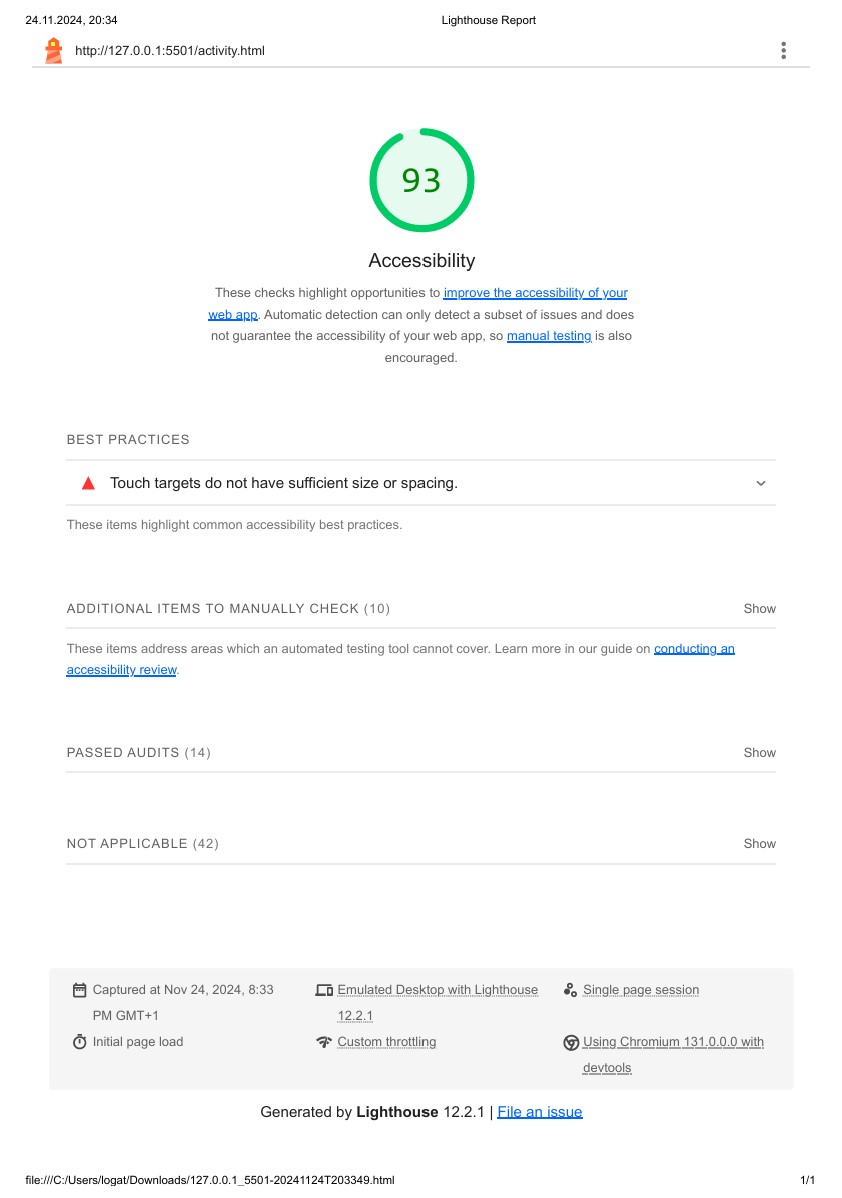 24.11.2024, 20:34 Lighthouse Report
http://127.0.0.1:5501/activity.html
93
Accessibility
These checks highlight opportunities to improve the accessibility of your
web app. Automatic detection can only detect a subset of issues and does
not guarantee the accessibility of your web app, so manual testing is also
encouraged.
BEST PRACTICES
Touch targets do not have sufficient size or spacing.
These items highlight common accessibility best practices.
ADDITIONAL ITEMS TO MANUALLY CHECK (10) Show
These items address areas which an automated testing tool cannot cover. Learn more in our guide on conducting an
accessibility review.
PASSED AUDITS (14) Show
NOT APPLICABLE (42) Show
Captured at Nov 24, 2024, 8:33
PM GMT+1
Emulated Desktop with Lighthouse
12.2.1
Single page session
Initial page load
Custom throttling
Using Chromium 131.0.0.0 with
devtools
Generated by Lighthouse 12.2.1 | File an issue
file:///C:/Users/logat/Downloads/127.0.0.1_5501-20241124T203349.html 1/1